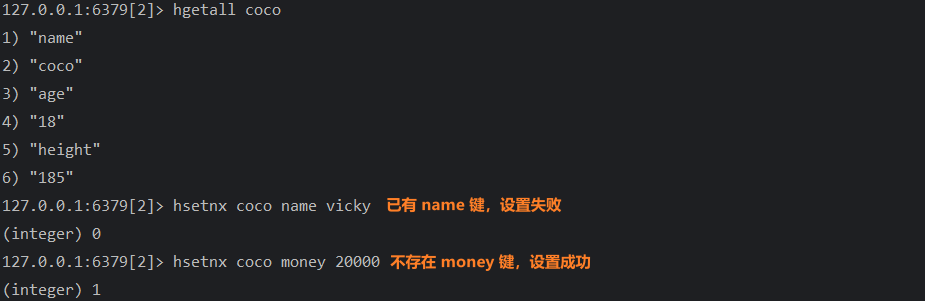 127.0.0.1:6379[2]> hgetall coco
1) "name"
2) "coco"
3) "age"
4) "18"
5) "height"
6) "185"
127.0.0.1:6379[2]> hsetnx coco name vicky 已有 name 键，设置失败
(integer) 0
127.0.0.1:6379[2]> hsetnx coco money 20000 不存在 money 键，设置成功
(integer) 1